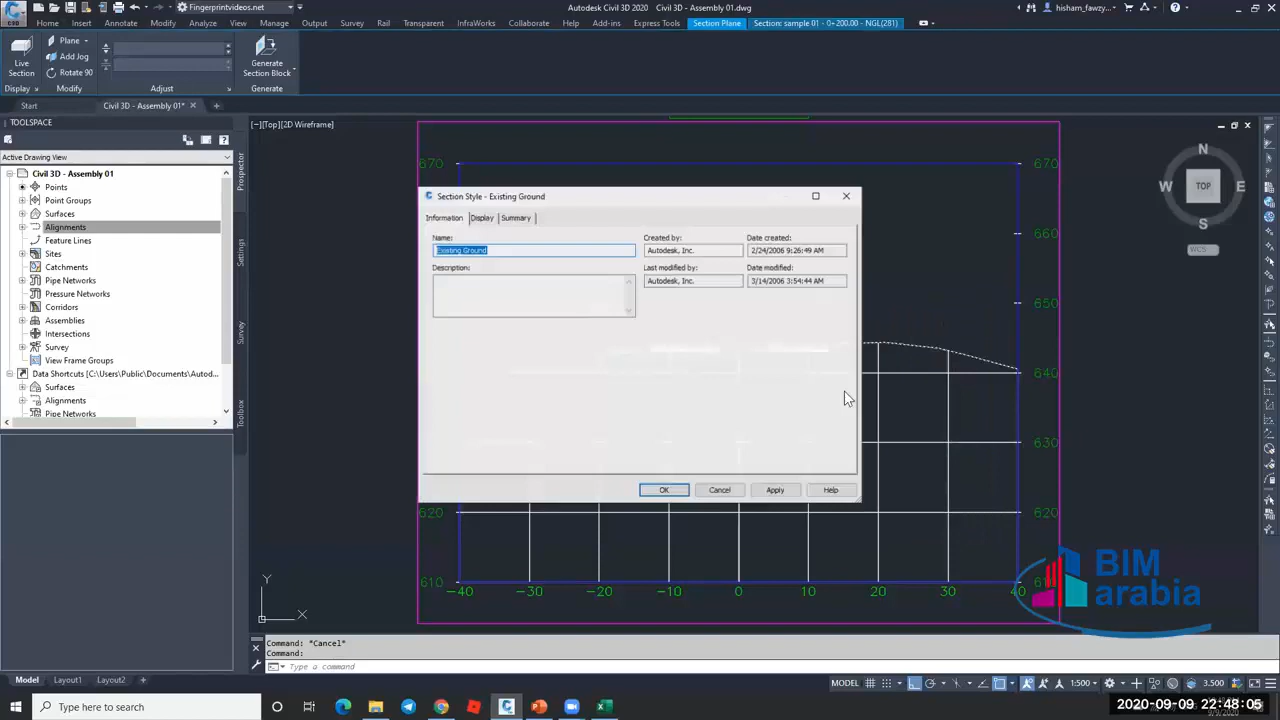 Fingerprintvideos.net
Autodesk Civil 3D 2020 Civil 3D - Assembly 01.dwg
hisham_fawzy...
C3D
Home Insert Annotate Modify Analyze View Manage Output Survey Rail Transparent InfraWorks Collaborate Help Add-ins Express Tools Section Plane Section: sample 01 - 0+200.00 - NGL(281)
Live Section
Plane
Add Jog
Rotate 90
Generate Section Block
Display Modify Adjust Generate
Start Civil 3D - Assembly 01*
TOOLSPACE
Active Drawing View
Civil 3D - Assembly 01
Points
Point Groups
Surfaces
Alignments
Feature Lines
Sites
Catchments
Pipe Networks
Pressure Networks
Corridors
Assemblies
Intersections
Survey
View Frame Groups
Data Shortcuts [C:\Users\Public\Documents\Autod...
Surfaces
Alignments
Pipe Networks
Prospector
Settings
Survey
Toolbox
[−][Top][2D Wireframe]
N
W TOP E
S
WCS
670 670
660
650
640
630
620 620
610
-40 -30 -20 -10 0 10 20 30 40
Section Style - Existing Ground
Information Display Summary
Name:
Existing Ground
Description:
Created by:
Autodesk, Inc.
Date created:
2/24/2006 9:26:49 AM
Last modified by:
Autodesk, Inc.
Date modified:
3/14/2006 3:54:44 AM
OK Cancel Apply Help
Y
X
BIM
arabia
Command: *Cancel*
Command:
Type a command
Model Layout1 Layout2
MODEL 1:500 3.500
Type here to search
2020-09-09 22:48:05